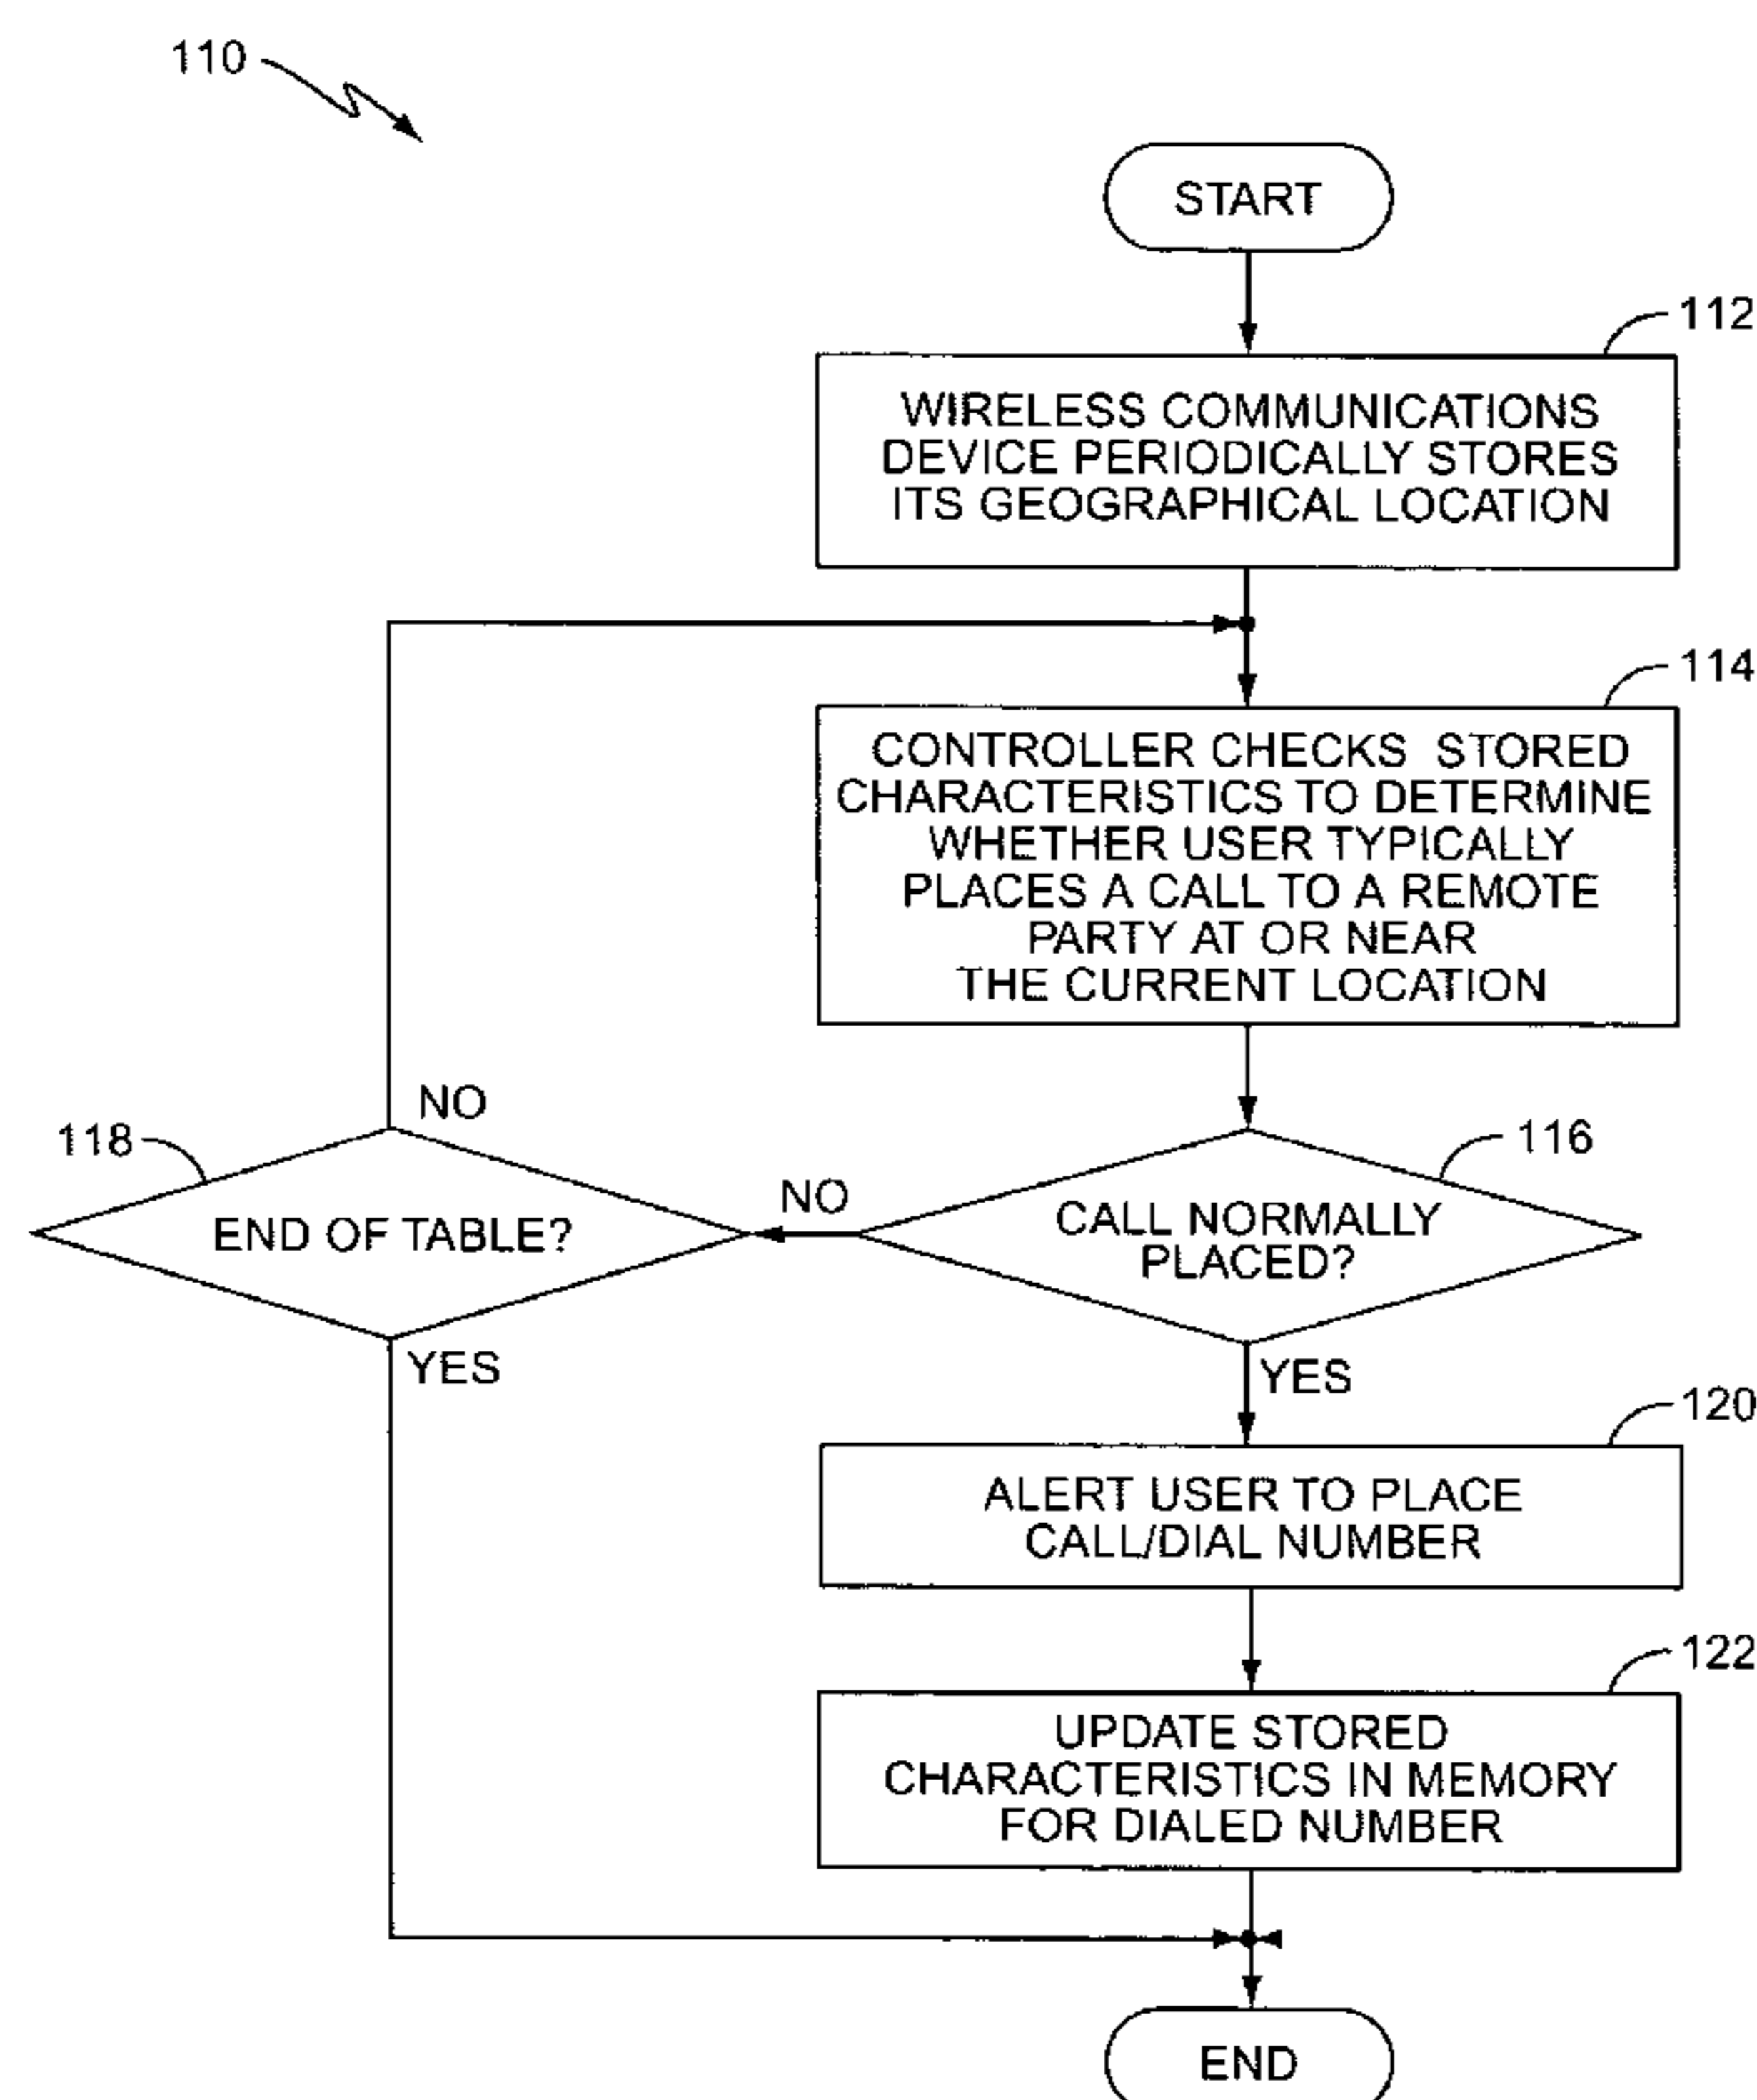 110
START
112
WIRELESS COMMUNICATIONS
DEVICE PERIODICALLY STORES
ITS GEOGRAPHICAL LOCATION
114
CONTROLLER CHECKS STORED
CHARACTERISTICS TO DETERMINE
WHETHER USER TYPICALLY
PLACES A CALL TO A REMOTE
PARTY AT OR NEAR
THE CURRENT LOCATION
NO
118
116
NO
END OF TABLE?
CALL NORMALLY
PLACED?
YES
YES
120
ALERT USER TO PLACE
CALL/DIAL NUMBER
122
UPDATE STORED
CHARACTERISTICS IN MEMORY
FOR DIALED NUMBER
END